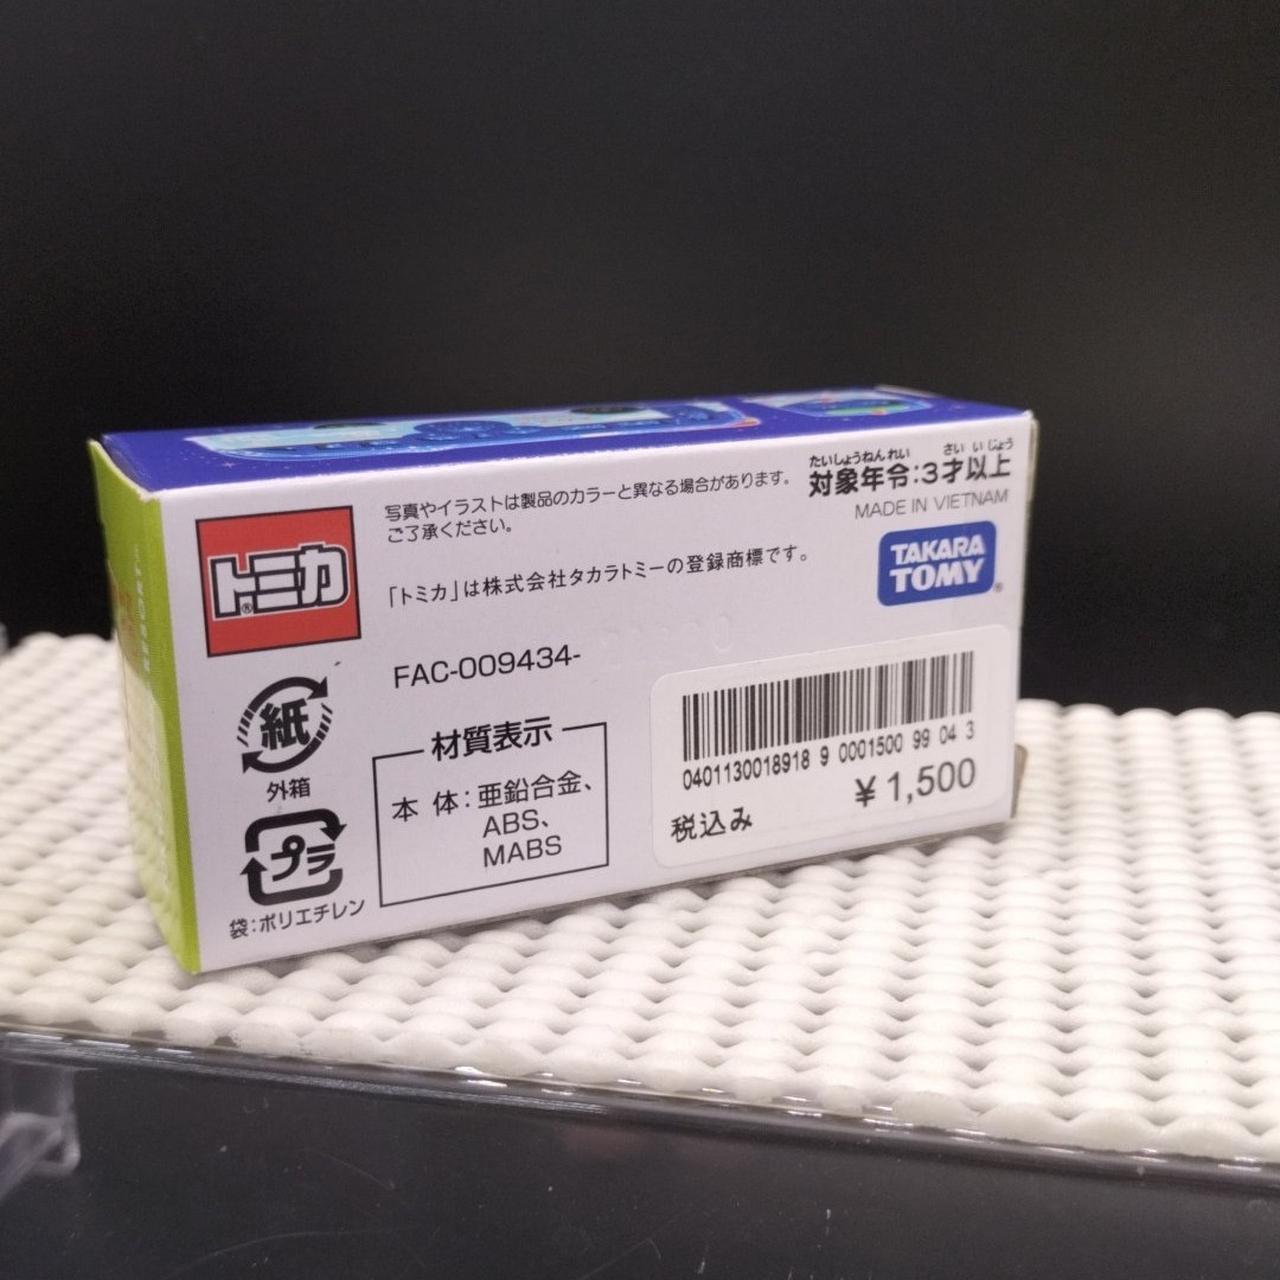 写真やイラストは製品のカラーと異なる場合があります。
ご了承ください。
たいしょうねんれい さいいじょう
対象年令:3才以上
MADE IN VIETNAM
トミカ®
「トミカ」は株式会社タカラトミーの登録商標です。
TAKARA
TOMY®
FAC-009434-
紙
外箱
プラ
袋:ポリエチレン
材質表示
本 体:亜鉛合金、
ABS、
MABS
0401130018918 9 0001500 99 04 3
¥1,500
税込み